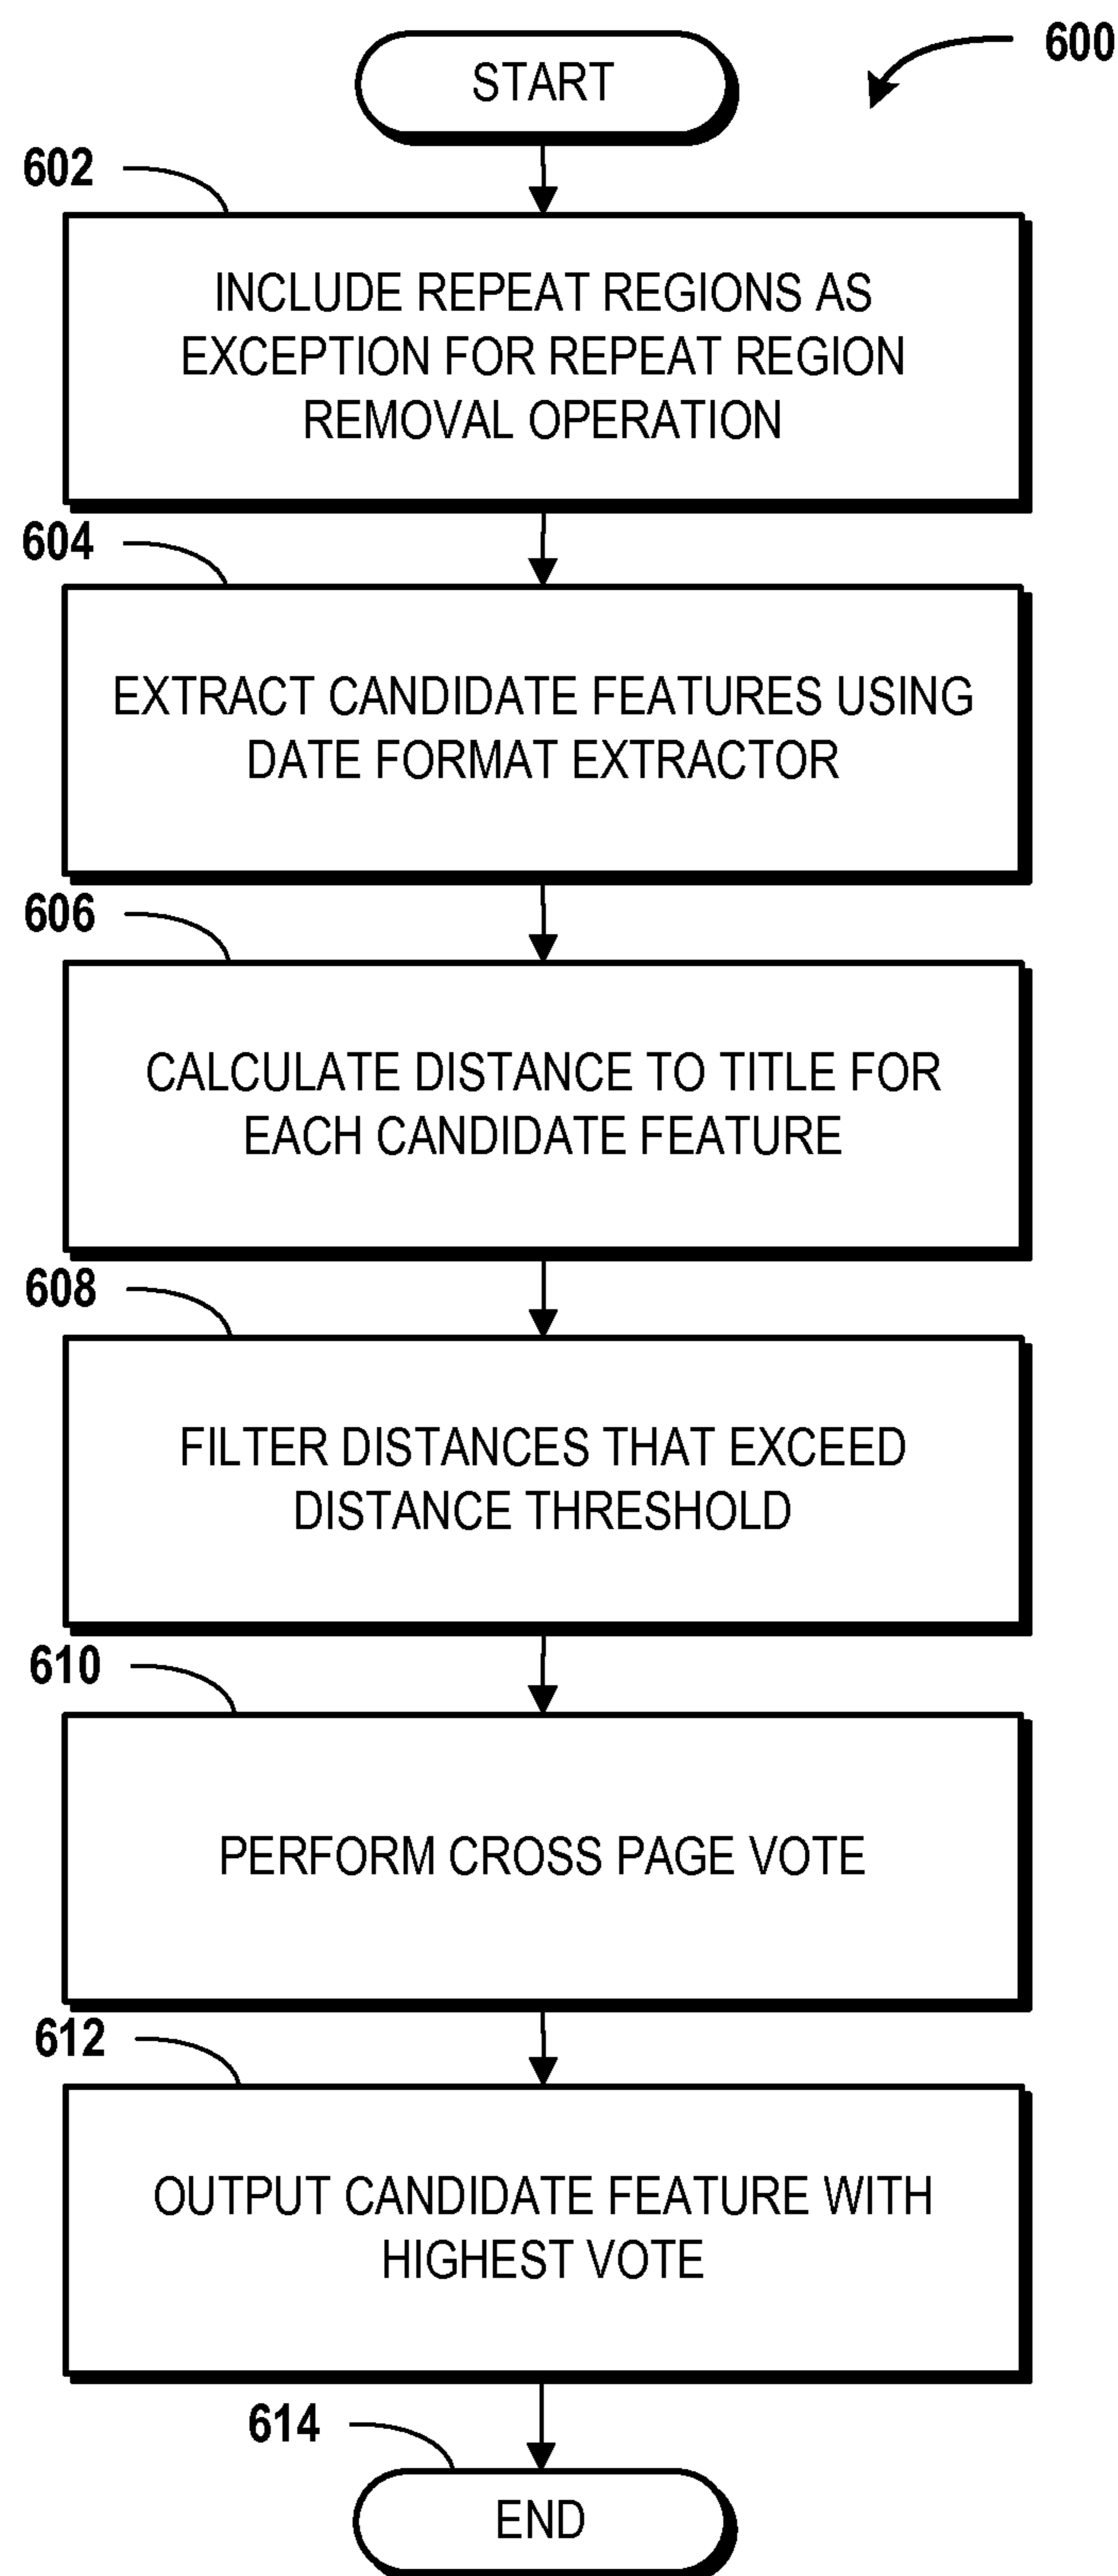 600
START
602
INCLUDE REPEAT REGIONS AS
EXCEPTION FOR REPEAT REGION
REMOVAL OPERATION
604
EXTRACT CANDIDATE FEATURES USING
DATE FORMAT EXTRACTOR
606
CALCULATE DISTANCE TO TITLE FOR
EACH CANDIDATE FEATURE
608
FILTER DISTANCES THAT EXCEED
DISTANCE THRESHOLD
610
PERFORM CROSS PAGE VOTE
612
OUTPUT CANDIDATE FEATURE WITH
HIGHEST VOTE
614
END